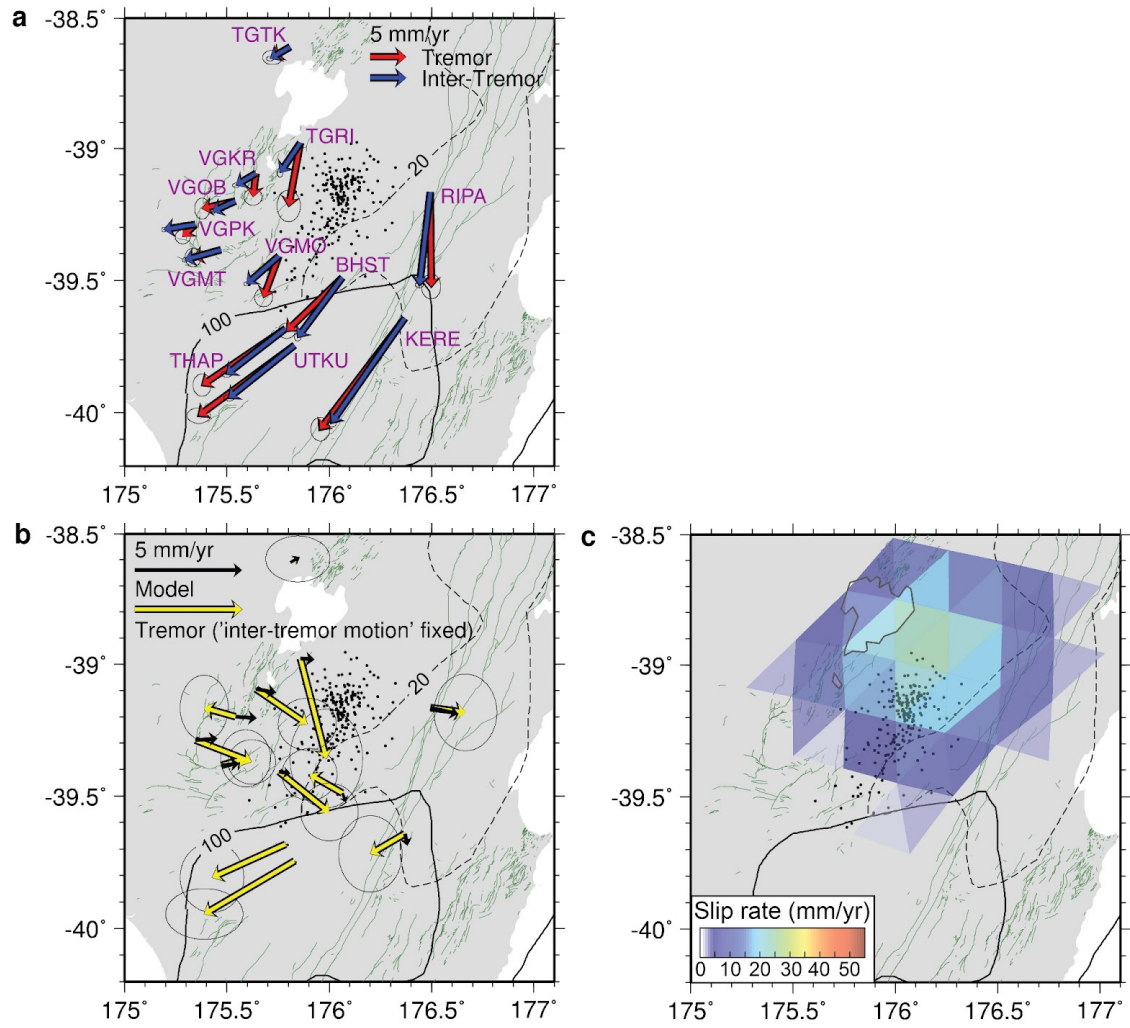 a
-38.5˚
-39˚
-39.5˚
-40˚
175˚
175.5˚
176˚
176.5˚
177˚
TGTK
5 mm/yr
Tremor
Inter-Tremor
TGRI
VGKR
20
VGOB
RIPA
VGPK
VGMO
VGMT
BHST
100
KERE
THAP
UTKU
b
-38.5˚
-39˚
-39.5˚
-40˚
175˚
175.5˚
176˚
176.5˚
177˚
5 mm/yr
Model
Tremor ('inter-tremor motion' fixed)
20
100
c
-38.5˚
-39˚
-39.5˚
-40˚
175˚
175.5˚
176˚
176.5˚
177˚
20
100
Slip rate (mm/yr)
0 10 20 30 40 50